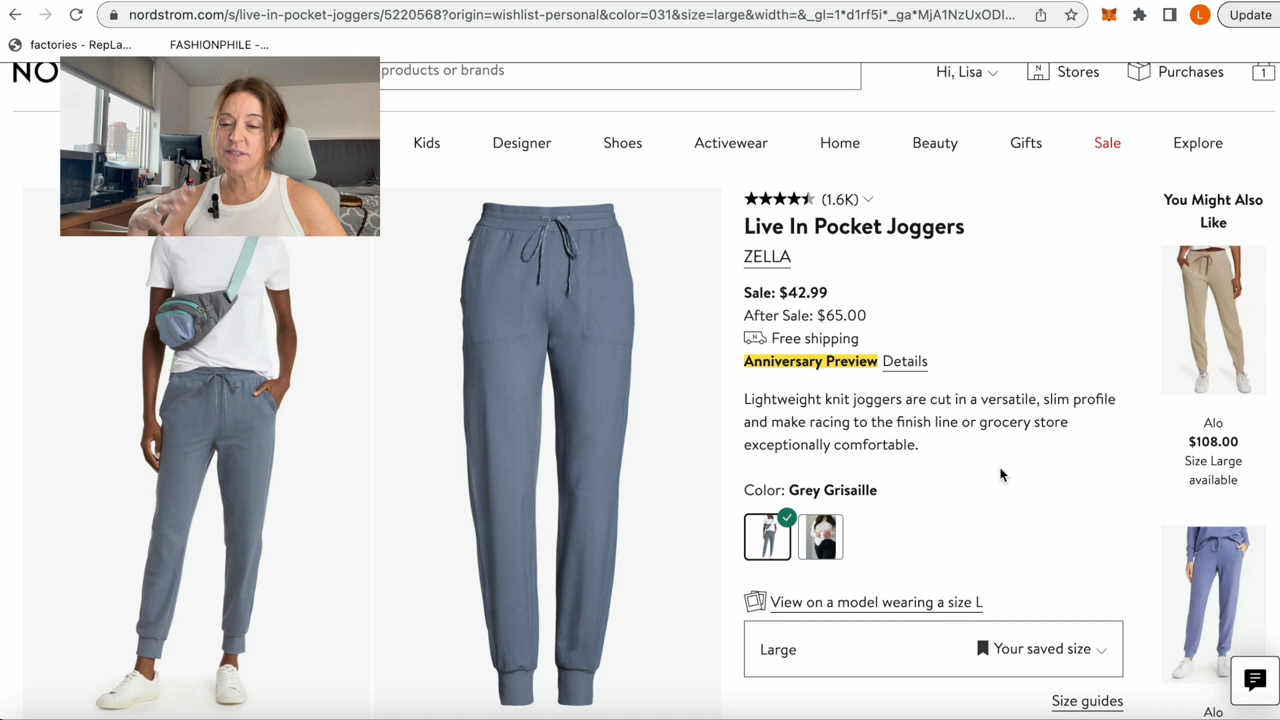 nordstrom.com/s/live-in-pocket-joggers/5220568?origin=wishlist-personal&color=031&size=large&width=&_gl=1*d1rf5i*_ga*MjA1NzUxODI...
L
Update
factories - RepLa...
FASHIONPHILE -...
NO
products or brands
Hi, Lisa
N
Stores
Purchases
1
Kids
Designer
Shoes
Activewear
Home
Beauty
Gifts
Sale
Explore
(1.6K)
Live In Pocket Joggers
ZELLA
Sale: $42.99
After Sale: $65.00
N Free shipping
Anniversary Preview Details
Lightweight knit joggers are cut in a versatile, slim profile
and make racing to the finish line or grocery store
exceptionally comfortable.
Color: Grey Grisaille
View on a model wearing a size L
Large
Your saved size
Size guides
You Might Also
Like
Alo
$108.00
Size Large
available
Alo